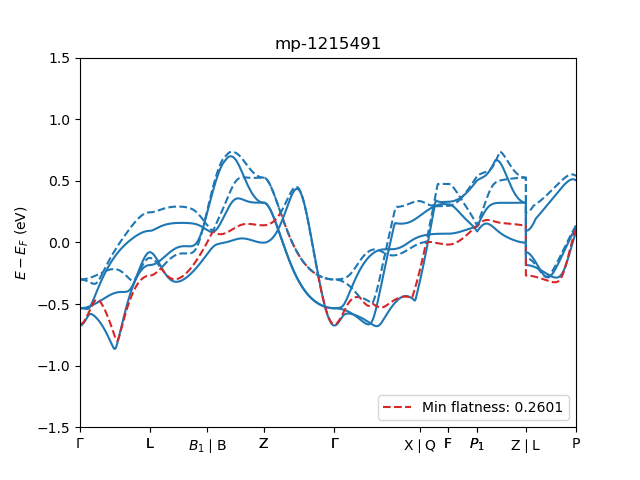 mp-1215491
1.5
1.0
0.5
0.0
−0.5
−1.0
−1.5
E − E_F (eV)
Min flatness: 0.2601
Γ L B₁ | B Z Γ X | Q F P₁ Z | L P